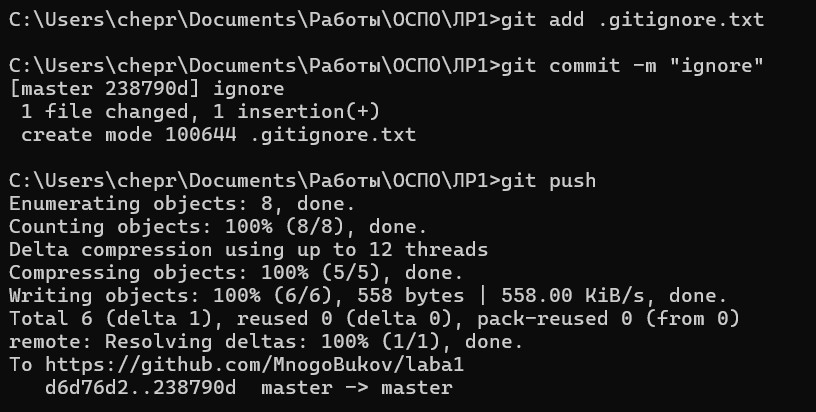 C:\Users\chepr\Documents\Работы\ОСПО\ЛР1>git add .gitignore.txt
C:\Users\chepr\Documents\Работы\ОСПО\ЛР1>git commit -m "ignore"
[master 238790d] ignore
 1 file changed, 1 insertion(+)
 create mode 100644 .gitignore.txt
C:\Users\chepr\Documents\Работы\ОСПО\ЛР1>git push
Enumerating objects: 8, done.
Counting objects: 100% (8/8), done.
Delta compression using up to 12 threads
Compressing objects: 100% (5/5), done.
Writing objects: 100% (6/6), 558 bytes | 558.00 KiB/s, done.
Total 6 (delta 1), reused 0 (delta 0), pack-reused 0 (from 0)
remote: Resolving deltas: 100% (1/1), done.
To https://github.com/MnogoBukov/laba1
   d6d76d2..238790d  master -> master